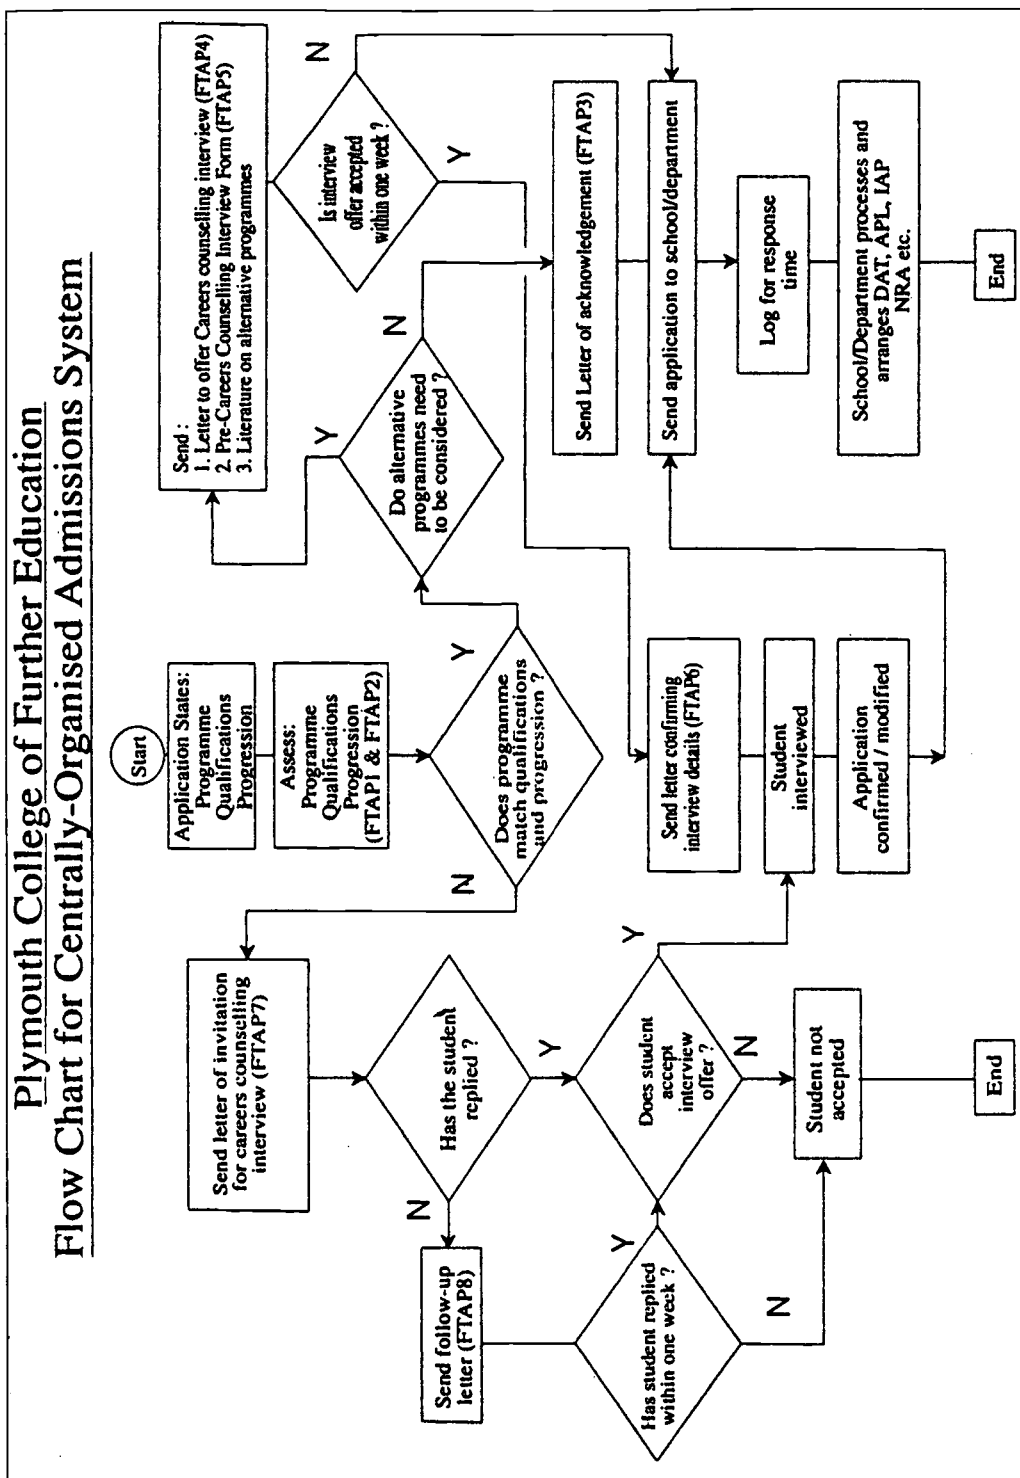 Plymouth College of Further Education
Flow Chart for Centrally-Organised Admissions System
Start
Application States:
Programme
Qualifications
Progression
Assess:
Programme
Qualifications
Progression
(FTAP1 & FTAP2)
Does programme
match qualifications
and progression ?
N
Y
Send letter of invitation
for careers counselling
interview (FTAP7)
Has the student
replied ?
N
Y
Send follow-up
letter (FTAP8)
Has student replied
within one week ?
Y
N
Does student
accept
interview
offer ?
Y
N
Student not
accepted
End
Do alternative
programmes need
to be considered ?
Y
N
Send :
1. Letter to offer Careers counselling interview (FTAP4)
2. Pre-Careers Counselling Interview Form (FTAP5)
3. Literature on alternative programmes
Is interview
offer accepted
within one week ?
N
Y
Send letter confirming
interview details (FTAP6)
Student
interviewed
Application
confirmed / modified
Send Letter of acknowledgement (FTAP3)
Send application to school/department
Log for response
time
School/Department processes and
arranges DAT, APL, IAP
NRA etc.
End